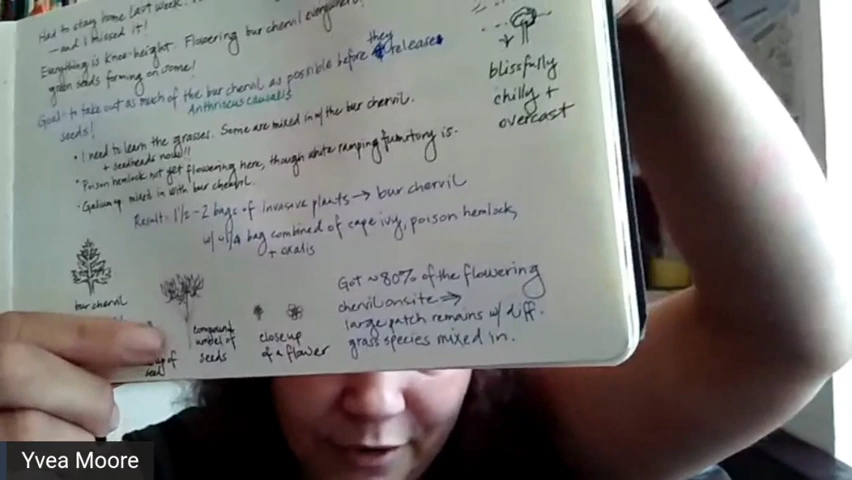 Had to stay home last week.
— and I missed it!
Everything is knee-height. Flowering bur chervil everywhere!
green seeds forming on some!
Goal: to take out as much of the bur chervil as possible before they release
Anthriscus caucalis
seeds!
• I need to learn the grasses. Some are mixed in w/ the bur chervil.
+ seedheads now!!
• Poison hemlock not yet flowering here, though white ramping fumitory is.
• Galium mixed in with bur chervil.
Result: 1½ - 2 bags of invasive plants → bur chervil
w/ 1/4 bag combined of cape ivy, poison hemlock,
+ oxalis
blissfully
chilly +
overcast
bur chervil
of
seed
compound
umbel of
seeds
closeup
of a flower
Got ~80% of the flowering
chervil onsite →
large patch remains w/ diff.
grass species mixed in.
Yvea Moore